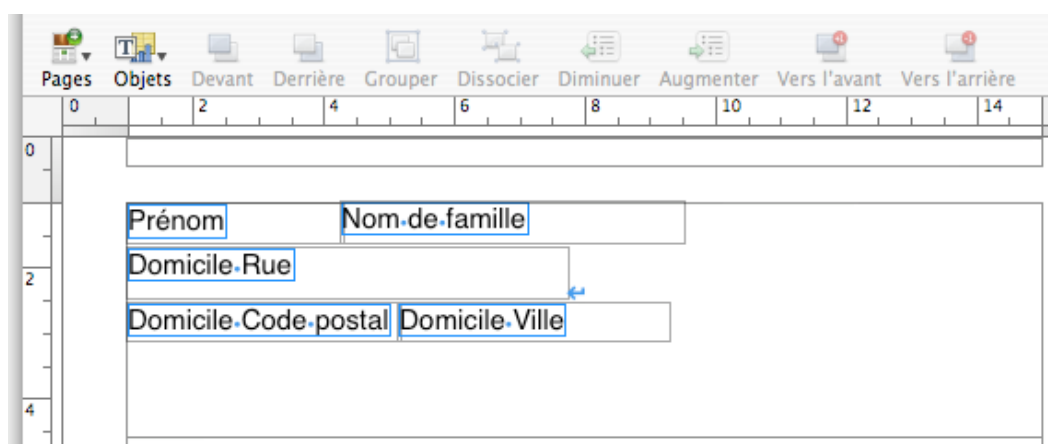 Pages Objets Devant Derrière Grouper Dissocier Diminuer Augmenter Vers l'avant Vers l'arrière
0 2 4 6 8 10 12 14
0
Prénom Nom·de·famille
Domicile·Rue
2
Domicile·Code·postal Domicile·Ville
4